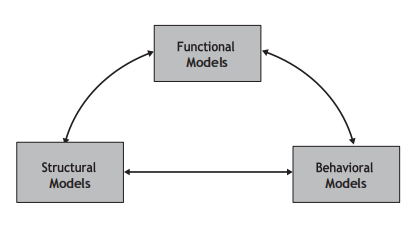 Functional
Models
Structural
Models
Behavioral
Models